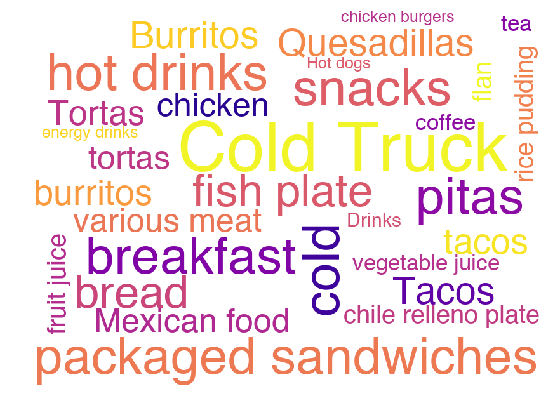 chicken burgers
tea
Burritos
Quesadillas
Hot dogs
hot drinks
snacks
flan
rice pudding
Tortas
chicken
coffee
energy drinks
Cold Truck
tortas
burritos
fish plate
pitas
various meat
Drinks
tacos
breakfast
cold
vegetable juice
fruit juice
bread
Tacos
Mexican food
chile relleno plate
packaged sandwiches